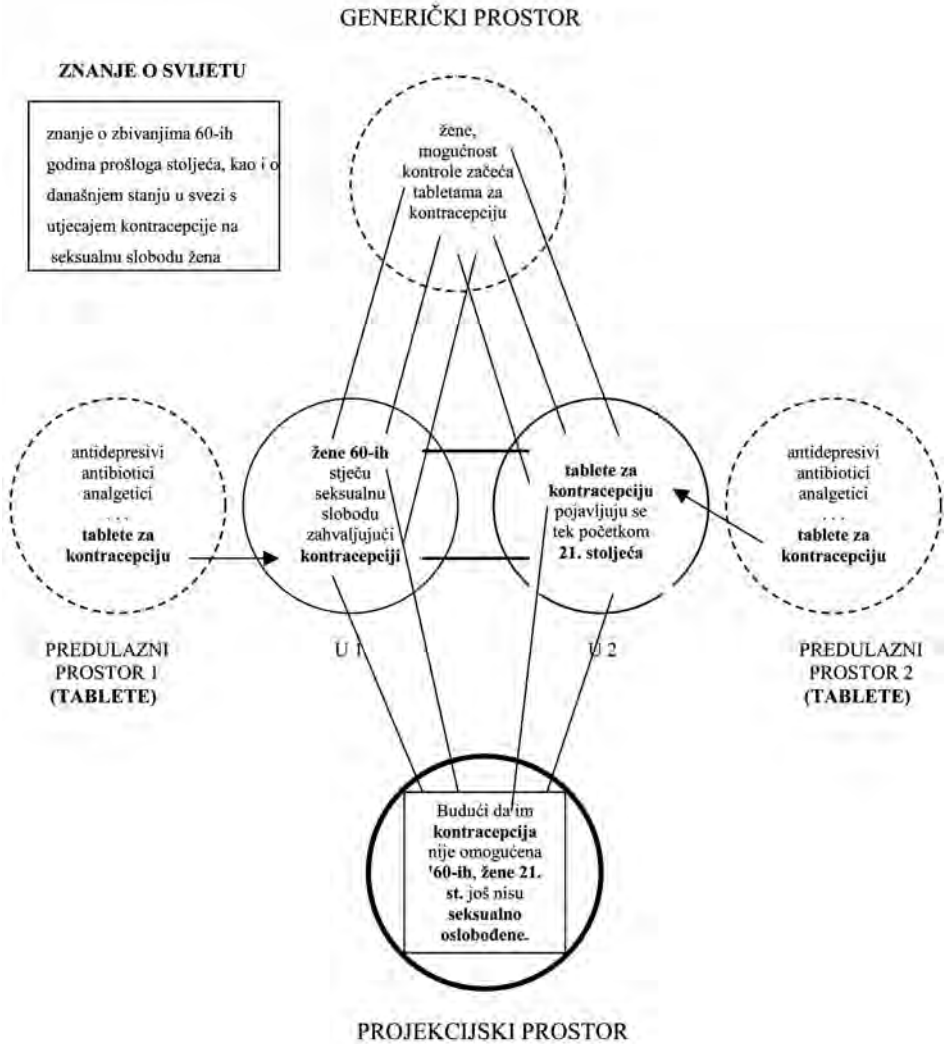 GENERIČKI PROSTOR
ZNANJE O SVIJETU
znanje o zbivanjima 60-ih
godina prošloga stoljeća, kao i o
današnjem stanju u svezi s
utjecajem kontracepcije na
seksualnu slobodu žena
žene,
mogućnost
kontrole začeća
tabletama za
kontracepciju
antidepresivi
antibiotici
analgetici
...
tablete za
kontracepciju
žene 60-ih
stječu
seksualnu
slobodu
zahvaljujući
kontracepciji
tablete za
kontracepciju
pojavljuju se
tek početkom
21. stoljeća
antidepresivi
antibiotici
analgetici
...
tablete za
kontracepciju
PREDULAZNI
PROSTOR 1
(TABLETE)
U 1
U 2
PREDULAZNI
PROSTOR 2
(TABLETE)
Budući da im
kontracepcija
nije omogućena
'60-ih, žene 21.
st. još nisu
seksualno
oslobođene.
PROJEKCIJSKI PROSTOR